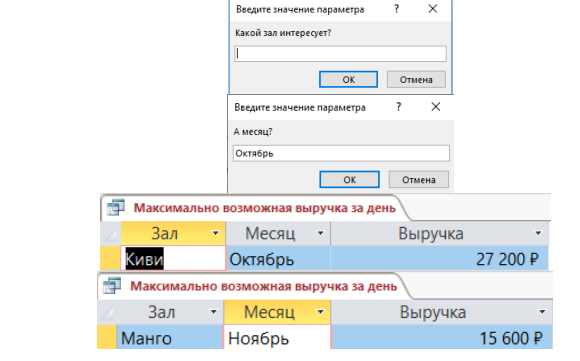 Введите значение параметра ? ×
Какой зал интересует?
ОК Отмена
Введите значение параметра ? ×
А месяц?
Октябрь
ОК Отмена
Максимально возможная выручка за день
Зал Месяц Выручка
Киви Октябрь 27 200 ₽
Максимально возможная выручка за день
Зал Месяц Выручка
Манго Ноябрь 15 600 ₽